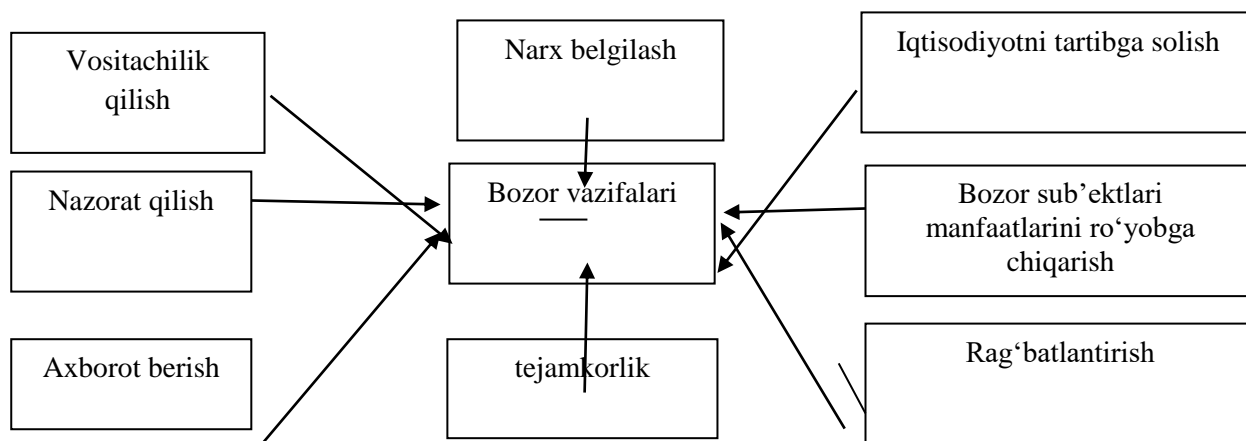 Vositachilik
qilish
Narx belgilash
Iqtisodiyotni tartibga solish
Nazorat qilish
Bozor vazifalari
Bozor sub’ektlari
manfaatlarini ro‘yobga
chiqarish
Axborot berish
tejamkorlik
Rag‘batlantirish